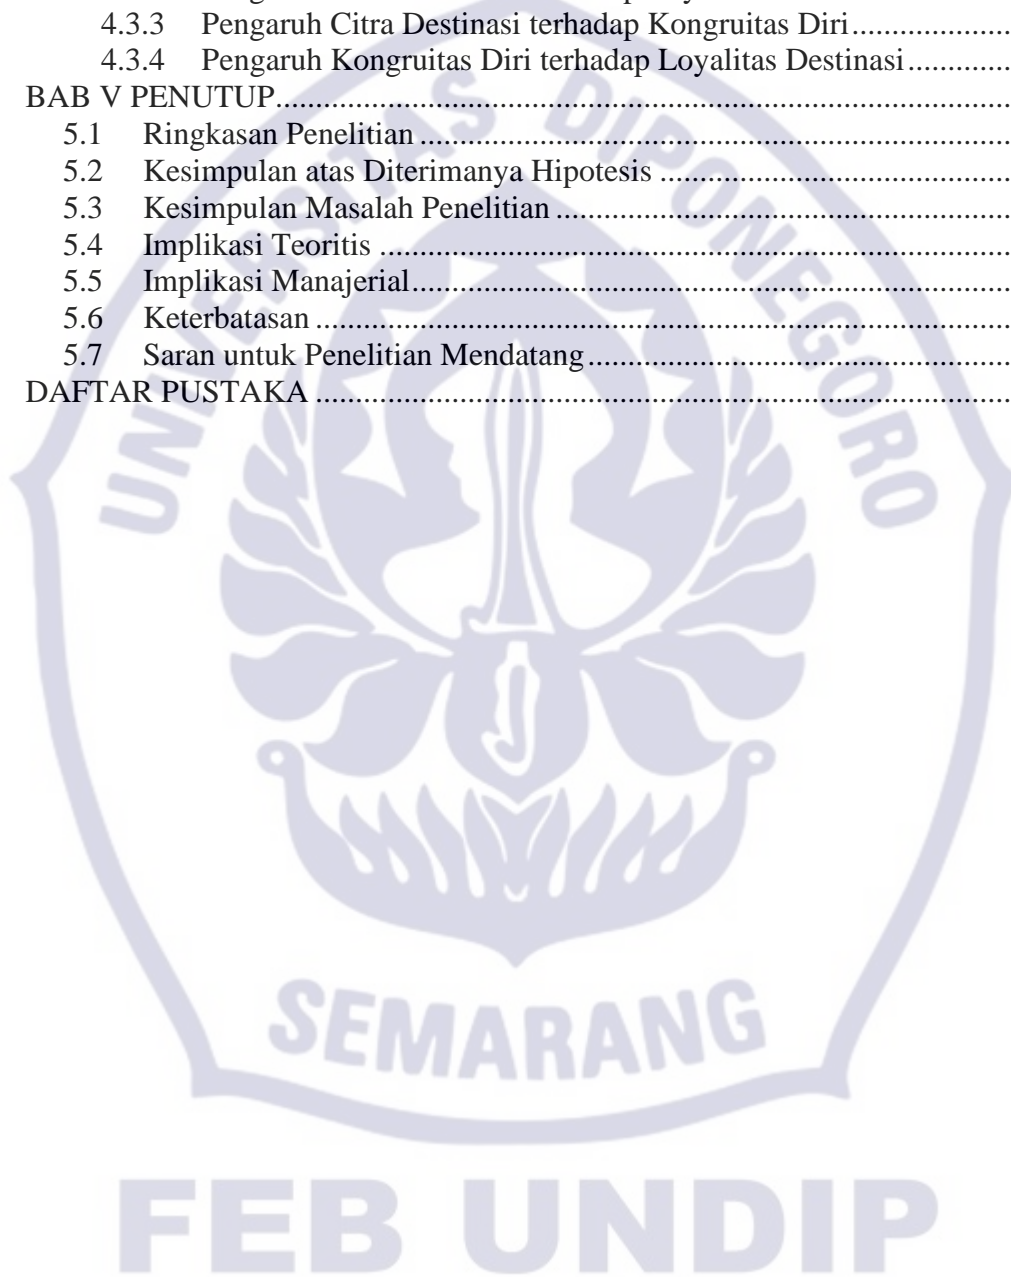 4.3.3 Pengaruh Citra Destinasi terhadap Kongruitas Diri....................
4.3.4 Pengaruh Kongruitas Diri terhadap Loyalitas Destinasi.............
BAB V PENUTUP....................
5.1 Ringkasan Penelitian....................
5.2 Kesimpulan atas Diterimanya Hipotesis....................
5.3 Kesimpulan Masalah Penelitian....................
5.4 Implikasi Teoritis....................
5.5 Implikasi Manajerial....................
5.6 Keterbatasan....................
5.7 Saran untuk Penelitian Mendatang....................
DAFTAR PUSTAKA....................
UNIVERSITAS DIPONEGORO
SEMARANG
FEB UNDIP